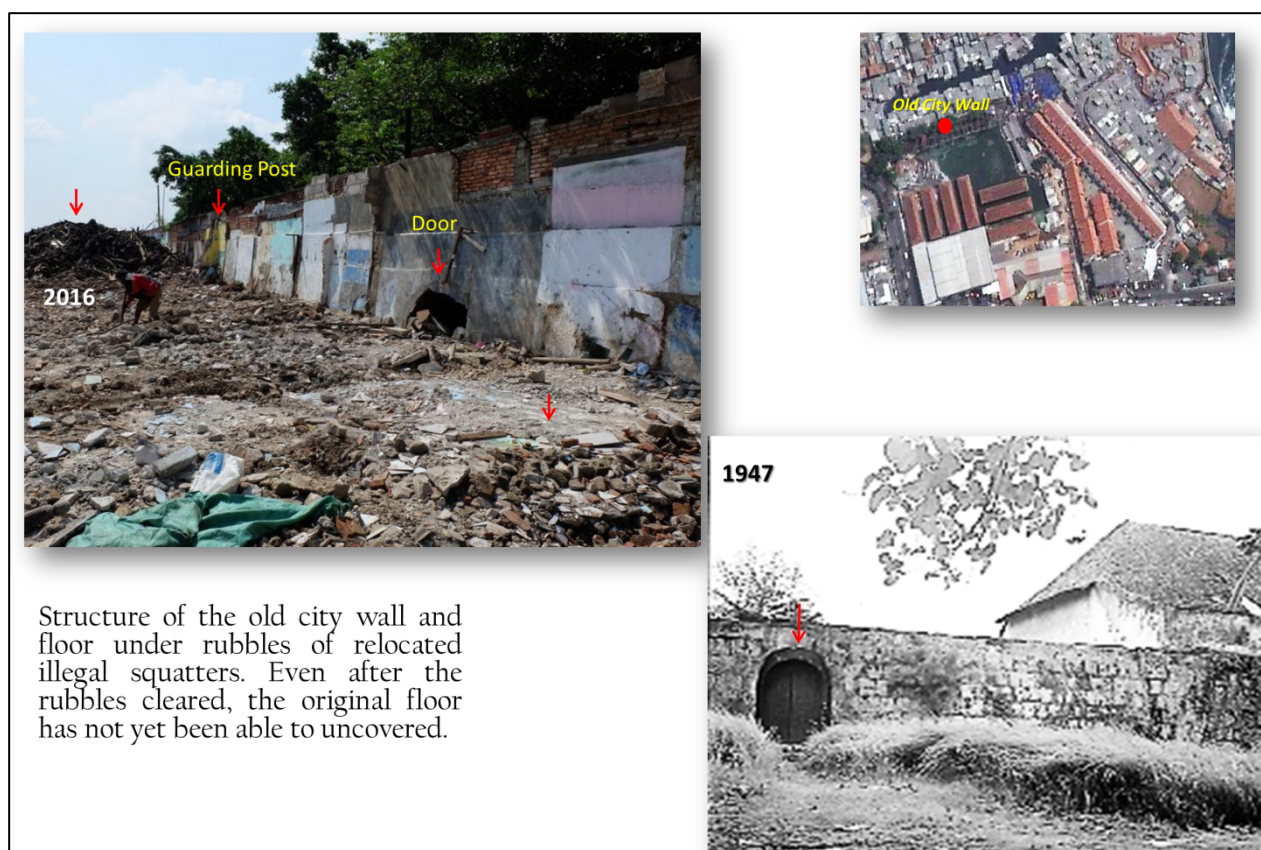 Guarding Post
Door
2016
Old City Wall
1947
Structure of the old city wall and
floor under rubbles of relocated
illegal squatters. Even after the
rubbles cleared, the original floor
has not yet been able to uncovered.